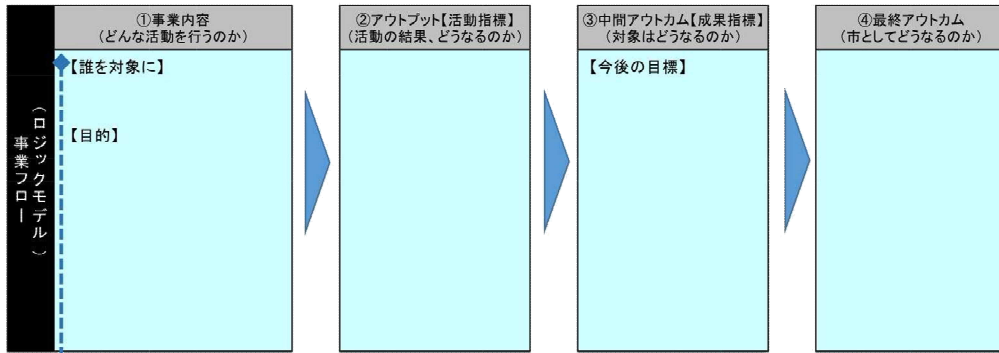 ①事業内容
(どんな活動を行うのか)
②アウトプット【活動指標】
(活動の結果、どうなるのか)
③中間アウトカム【成果指標】
(対象はどうなるのか)
④最終アウトカム
(市としてどうなるのか)
事業フロー
(ロジックモデル)
【誰を対象に】
【目的】
【今後の目標】